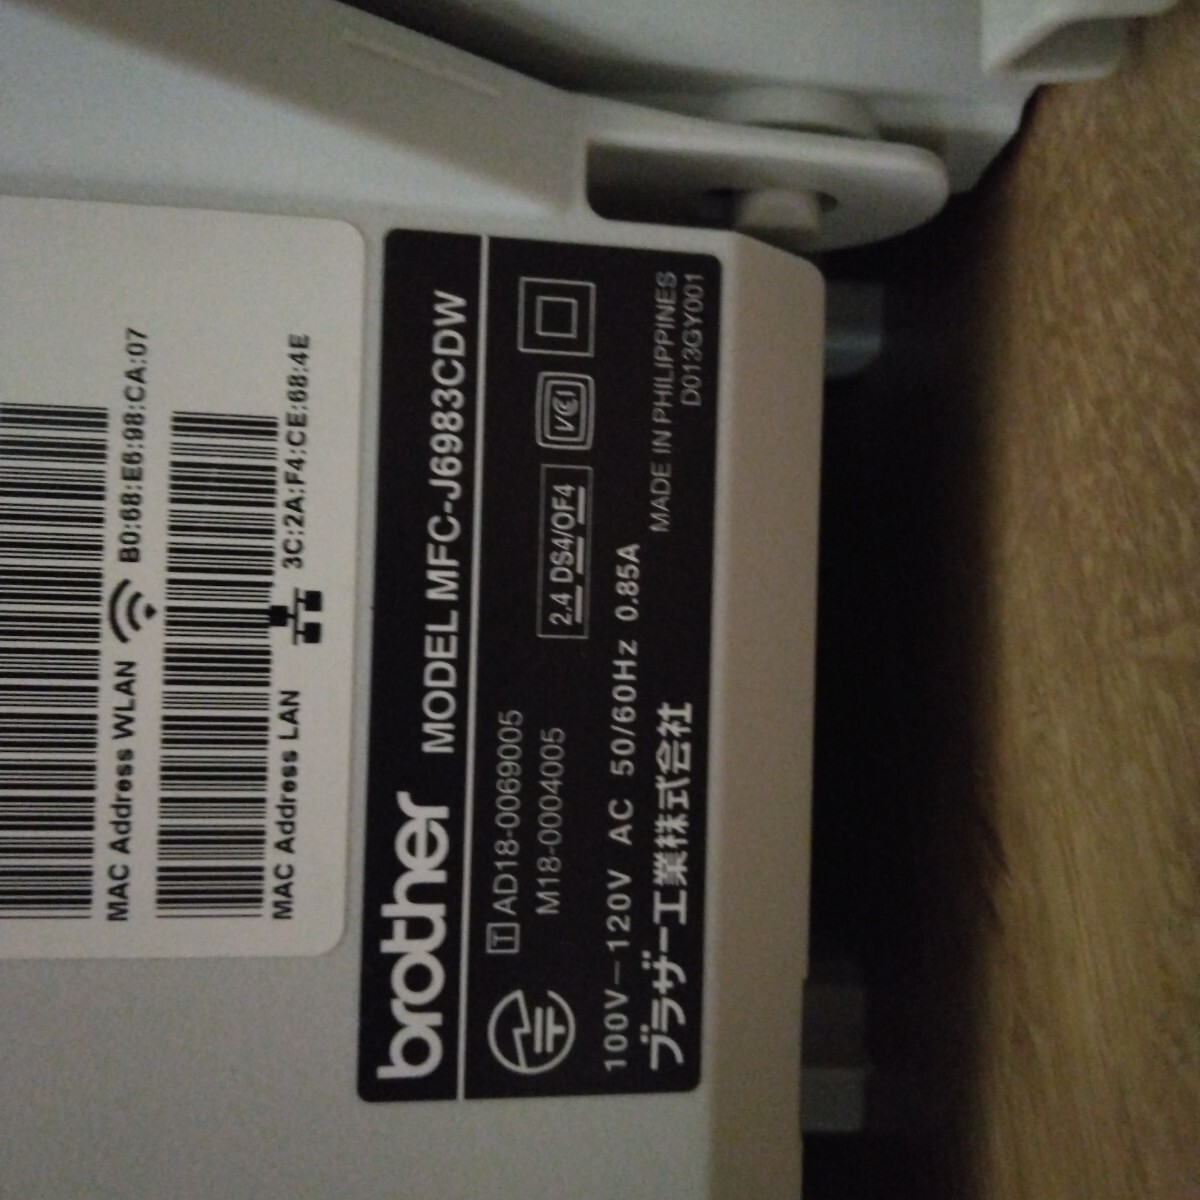 MAC Address WLAN B0:68:E6:98:CA:07
MAC Address LAN 3C:2A:F4:CE:68:4E
brother MODEL MFC-J6983CDW
T AD18-0069005
M18-0004005
2.4 DS4/OF4
VCI
100V－120V AC 50/60Hz 0.85A
ブラザー工業株式会社
MADE IN PHILIPPINES
D013GY001